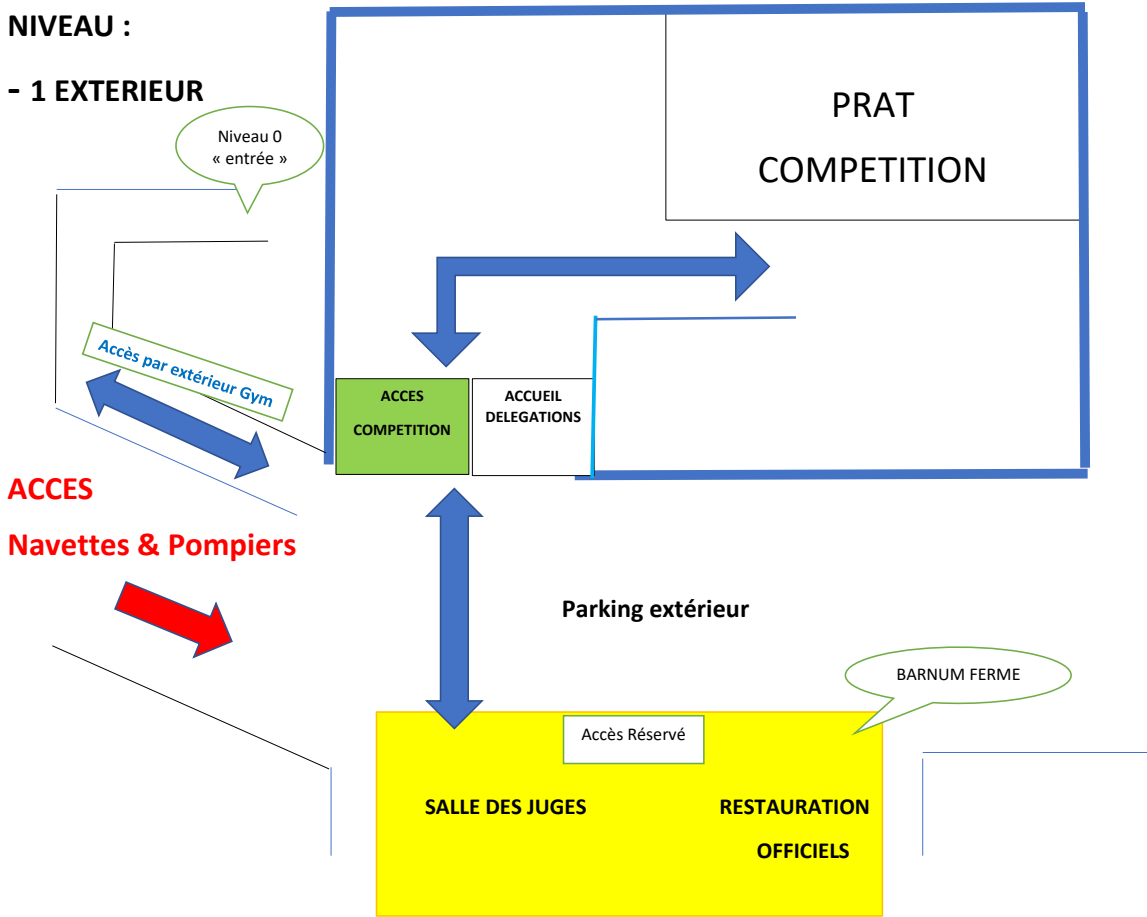 NIVEAU :
- 1 EXTERIEUR
Niveau 0
« entrée »
PRAT
COMPETITION
Accès par extérieur Gym
ACCES
COMPETITION
ACCUEIL
DELEGATIONS
ACCES
Navettes & Pompiers
Parking extérieur
BARNUM FERME
Accès Réservé
SALLE DES JUGES
RESTAURATION
OFFICIELS